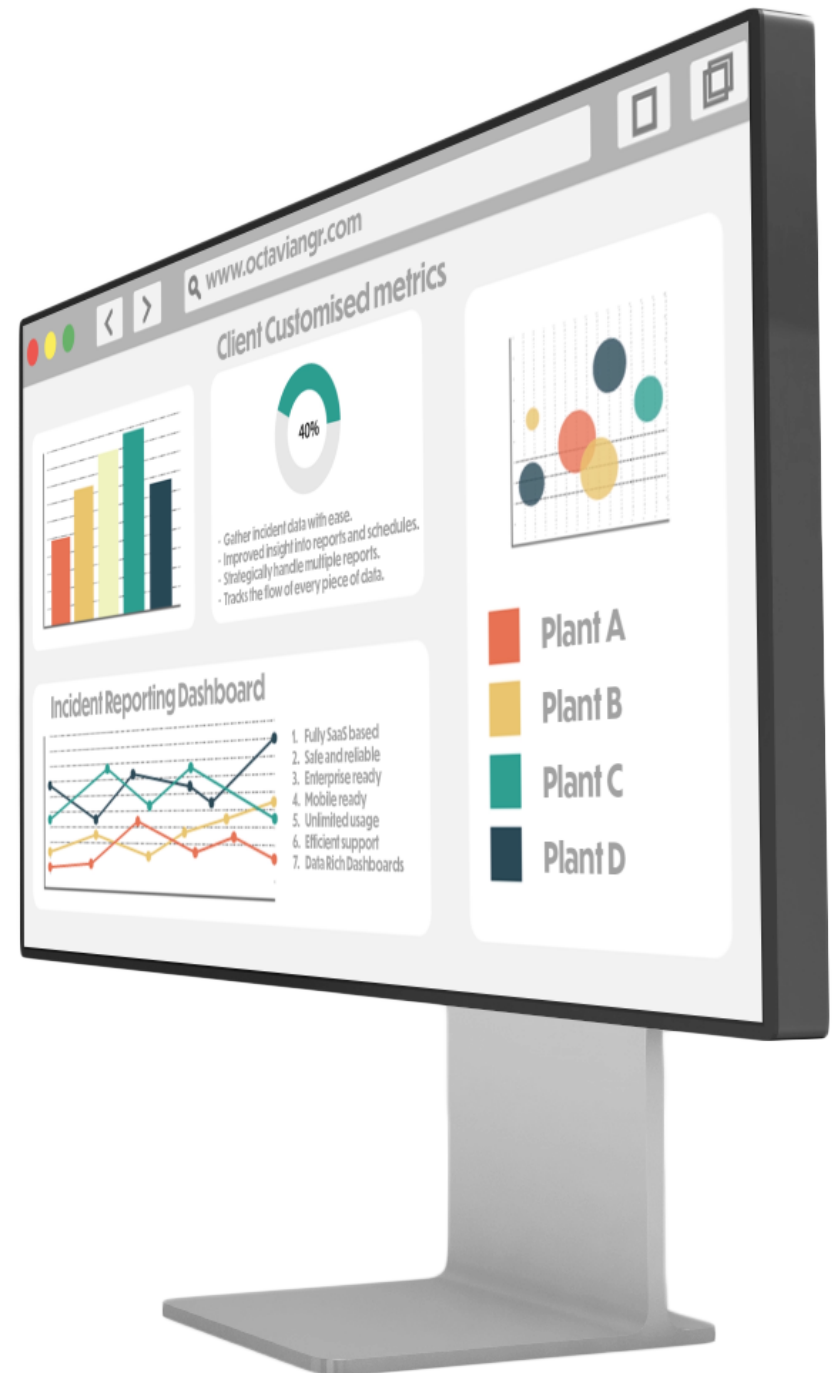 www.octaviangr.com
Client Customised metrics
40%
- Gather incident data with ease.
- Improved insight into reports and schedules.
- Strategically handle multiple reports.
- Tracks the flow of every piece of data.
Incident Reporting Dashboard
1. Fully SaaS based
2. Safe and reliable
3. Enterprise ready
4. Mobile ready
5. Unlimited usage
6. Efficient support
7. Data Rich Dashboards
Plant A
Plant B
Plant C
Plant D